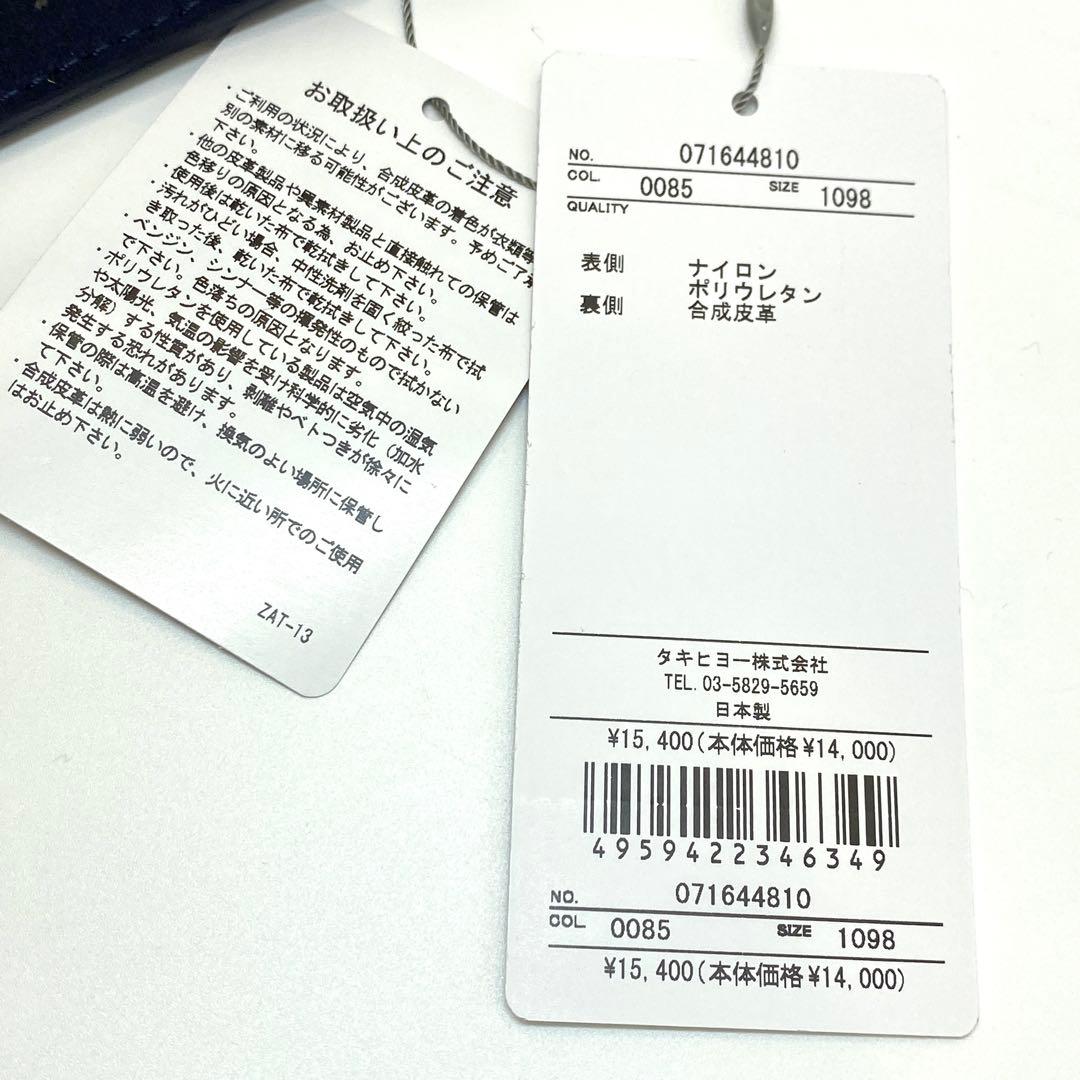 お取扱い上のご注意
・ご利用の状況により、合成皮革の着色が衣類等
別の素材に移る可能性がございます。予めご了承
下さい。
・他の皮革製品や異素材製品と直接触れての保管は
色移りの原因となる為、お止め下さい。
・使用後は乾いた布で乾拭きして下さい。
・汚れがひどい場合、中性洗剤を固く絞った布で拭
き取った後、乾いた布で乾拭きして下さい。
・ベンジン、シンナー等の爆発性のもので拭かない
で下さい。色落ちの原因となります。
・ポリウレタンを使用している製品は空気中の湿気
や太陽光、気温の影響を受け科学的に劣化（加水
分解）する性質があり、剥離やベトつきが徐々に
発生する恐れがあります。
・保管の際は高温を避け、換気のよい場所に保管し
て下さい。
・合成皮革は熱に弱いので、火に近い所でのご使用
はお止め下さい。
ZAT-13
NO. 071644810
COL. 0085 SIZE 1098
QUALITY
表側 ナイロン
ポリウレタン
裏側 合成皮革
タキヒヨー株式会社
TEL. 03-5829-5659
日本製
¥15,400(本体価格¥14,000)
4959422346349
NO. 071644810
COL. 0085 SIZE 1098
¥15,400(本体価格¥14,000)